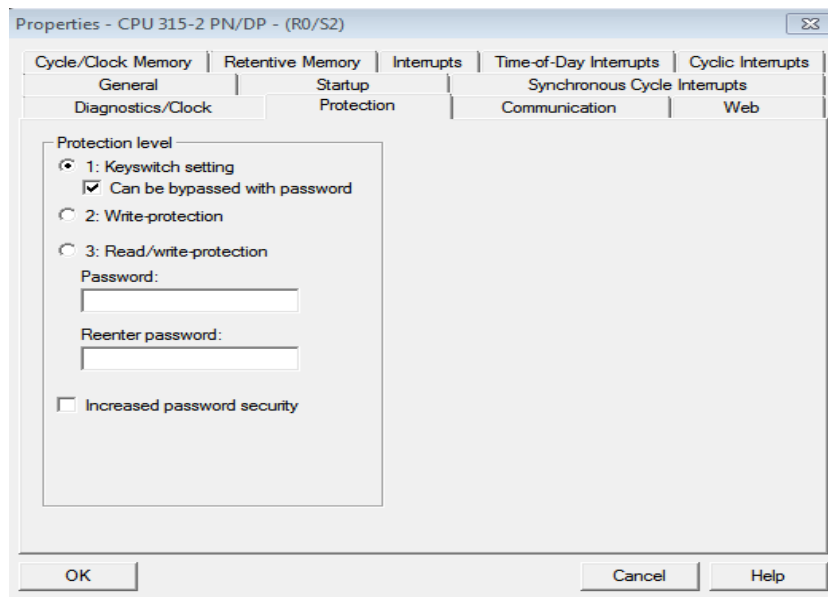 Properties - CPU 315-2 PN/DP - (R0/S2)
Cycle/Clock Memory Retentive Memory Interrupts Time-of-Day Interrupts Cyclic Interrupts
General Startup Synchronous Cycle Interrupts
Diagnostics/Clock Protection Communication Web
Protection level
1: Keyswitch setting
Can be bypassed with password
2: Write-protection
3: Read/write-protection
Password:
Reenter password:
Increased password security
OK Cancel Help